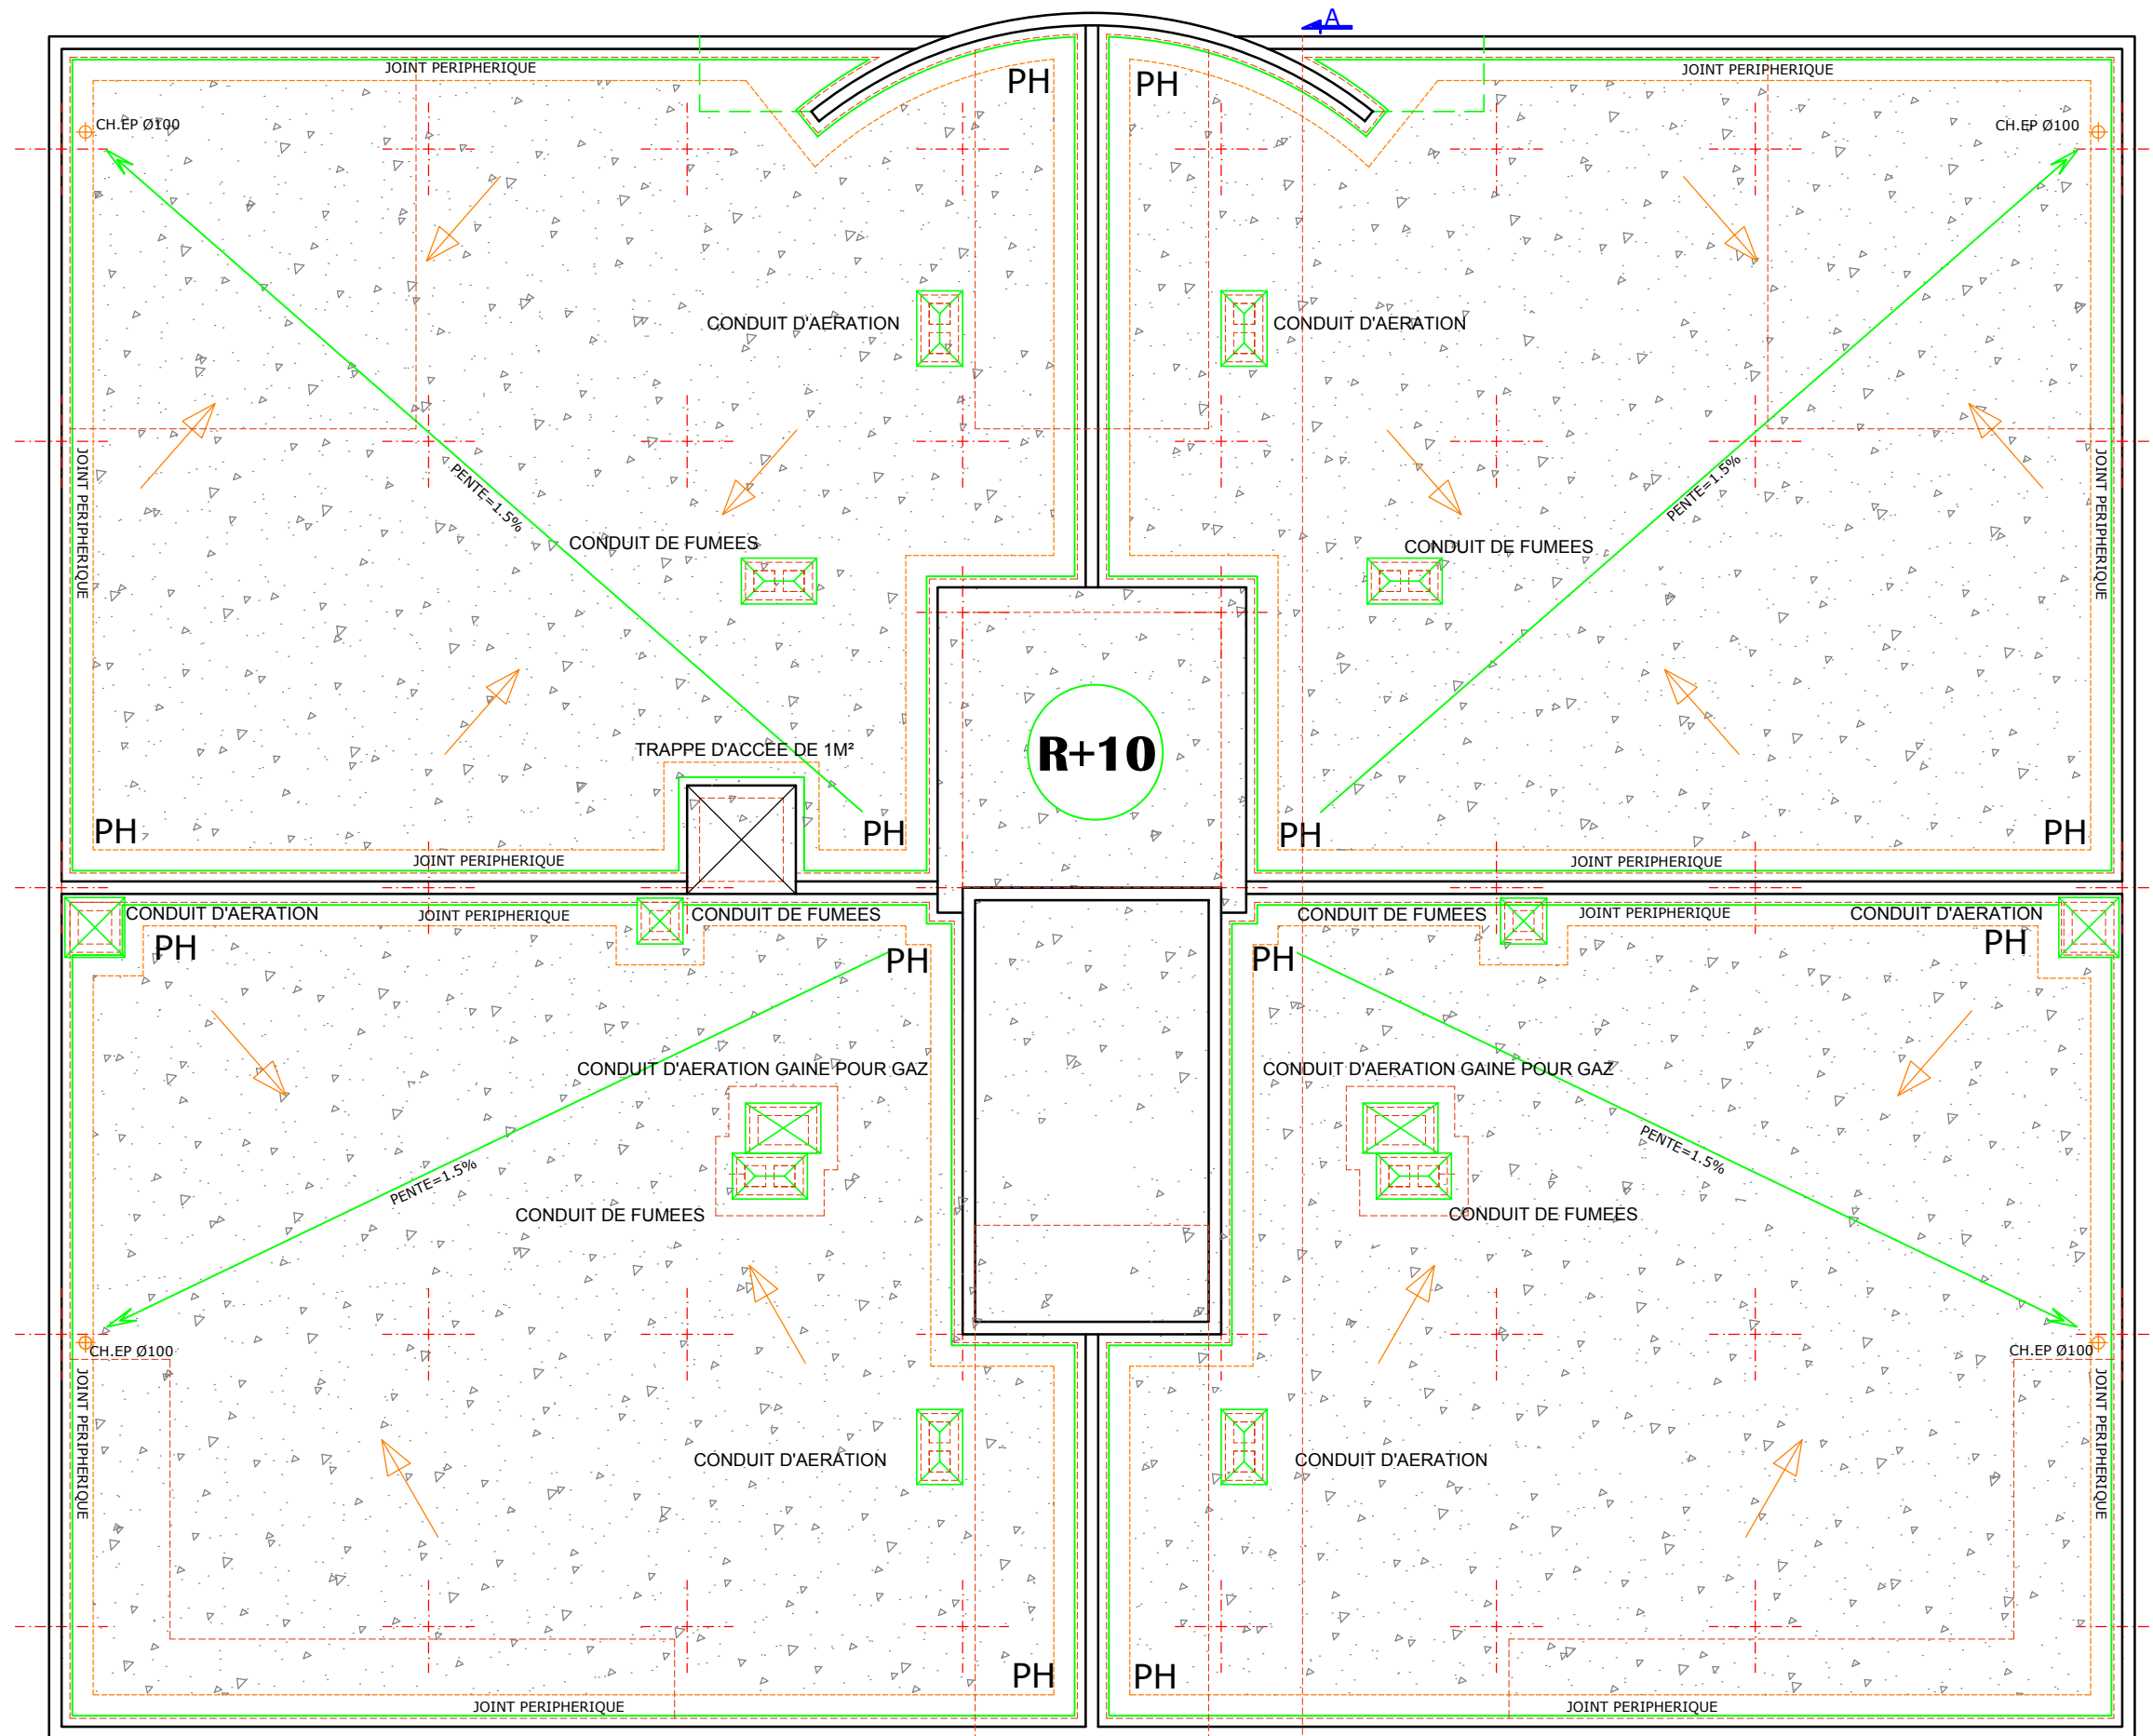 A
JOINT PERIPHERIQUE
JOINT PERIPHERIQUE
PH
PH
CH.EP Ø100
CH.EP Ø100
CONDUIT D'AERATION
CONDUIT D'AERATION
JOINT PERIPHERIQUE
PENTE=1.5%
PENTE=1.5%
JOINT PERIPHERIQUE
CONDUIT DE FUMEES
CONDUIT DE FUMEES
TRAPPE D'ACCÉE DE 1M²
R+10
PH
PH
PH
PH
JOINT PERIPHERIQUE
JOINT PERIPHERIQUE
CONDUIT D'AERATION
JOINT PERIPHERIQUE
CONDUIT DE FUMEES
CONDUIT DE FUMEES
JOINT PERIPHERIQUE
CONDUIT D'AERATION
PH
PH
PH
PH
CONDUIT D'AERATION GAINE POUR GAZ
CONDUIT D'AERATION GAINE POUR GAZ
PENTE=1.5%
PENTE=1.5%
CONDUIT DE FUMEES
CONDUIT DE FUMEES
CH.EP Ø100
CH.EP Ø100
JOINT PERIPHERIQUE
JOINT PERIPHERIQUE
CONDUIT D'AERATION
CONDUIT D'AERATION
PH
PH
JOINT PERIPHERIQUE
JOINT PERIPHERIQUE